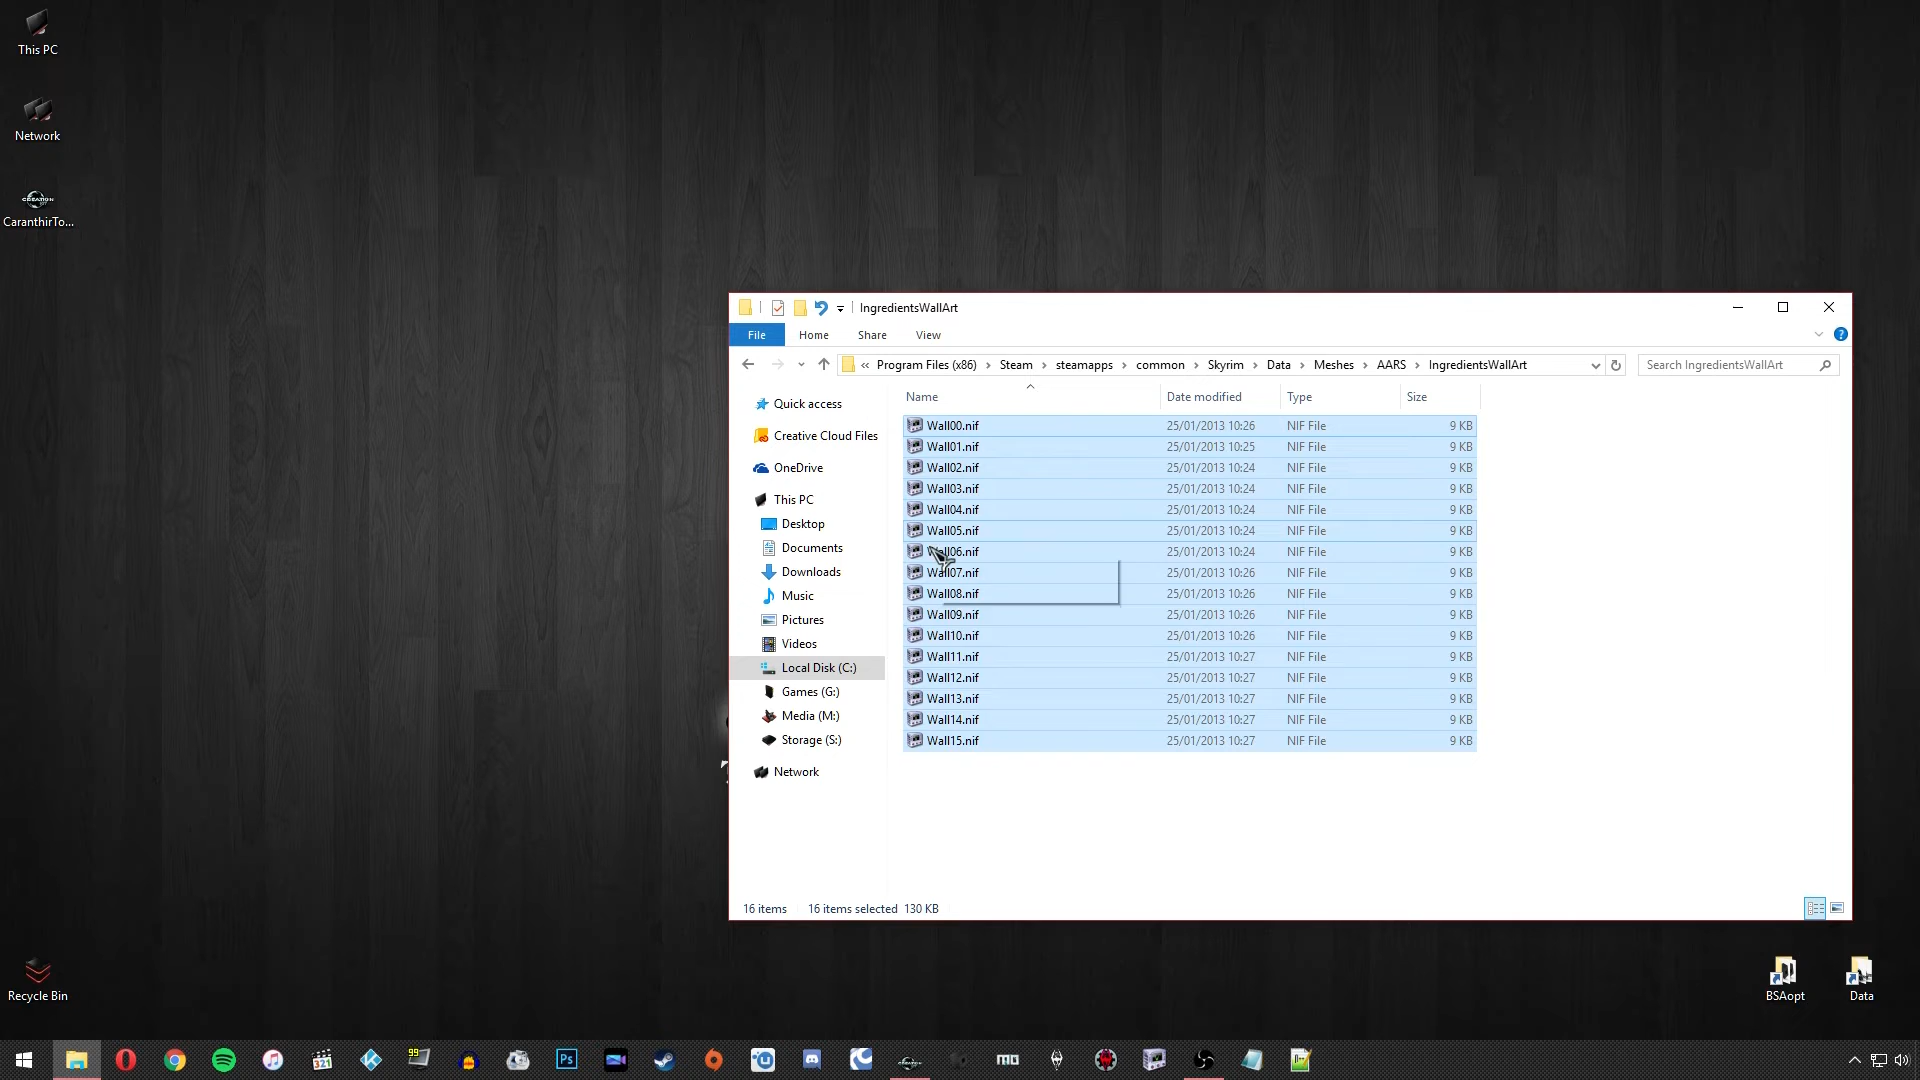 This PC
Network
CaranthirTo...
IngredientsWallArt
File Home Share View
« Program Files (x86) › Steam › steamapps › common › Skyrim › Data › Meshes › AARS › IngredientsWallArt
Search IngredientsWallArt
Quick access
Creative Cloud Files
OneDrive
This PC
Desktop
Documents
Downloads
Music
Pictures
Videos
Local Disk (C:)
Games (G:)
Media (M:)
Storage (S:)
Network
Name Date modified Type Size
Wall00.nif 25/01/2013 10:26 NIF File 9 KB
Wall01.nif 25/01/2013 10:25 NIF File 9 KB
Wall02.nif 25/01/2013 10:24 NIF File 9 KB
Wall03.nif 25/01/2013 10:24 NIF File 9 KB
Wall04.nif 25/01/2013 10:24 NIF File 9 KB
Wall05.nif 25/01/2013 10:24 NIF File 9 KB
Wall06.nif 25/01/2013 10:24 NIF File 9 KB
Wall07.nif 25/01/2013 10:26 NIF File 9 KB
Wall08.nif 25/01/2013 10:26 NIF File 9 KB
Wall09.nif 25/01/2013 10:26 NIF File 9 KB
Wall10.nif 25/01/2013 10:26 NIF File 9 KB
Wall11.nif 25/01/2013 10:27 NIF File 9 KB
Wall12.nif 25/01/2013 10:27 NIF File 9 KB
Wall13.nif 25/01/2013 10:27 NIF File 9 KB
Wall14.nif 25/01/2013 10:27 NIF File 9 KB
Wall15.nif 25/01/2013 10:27 NIF File 9 KB
16 items 16 items selected 130 KB
Recycle Bin
BSAopt
Data
321
99
Ps
MO